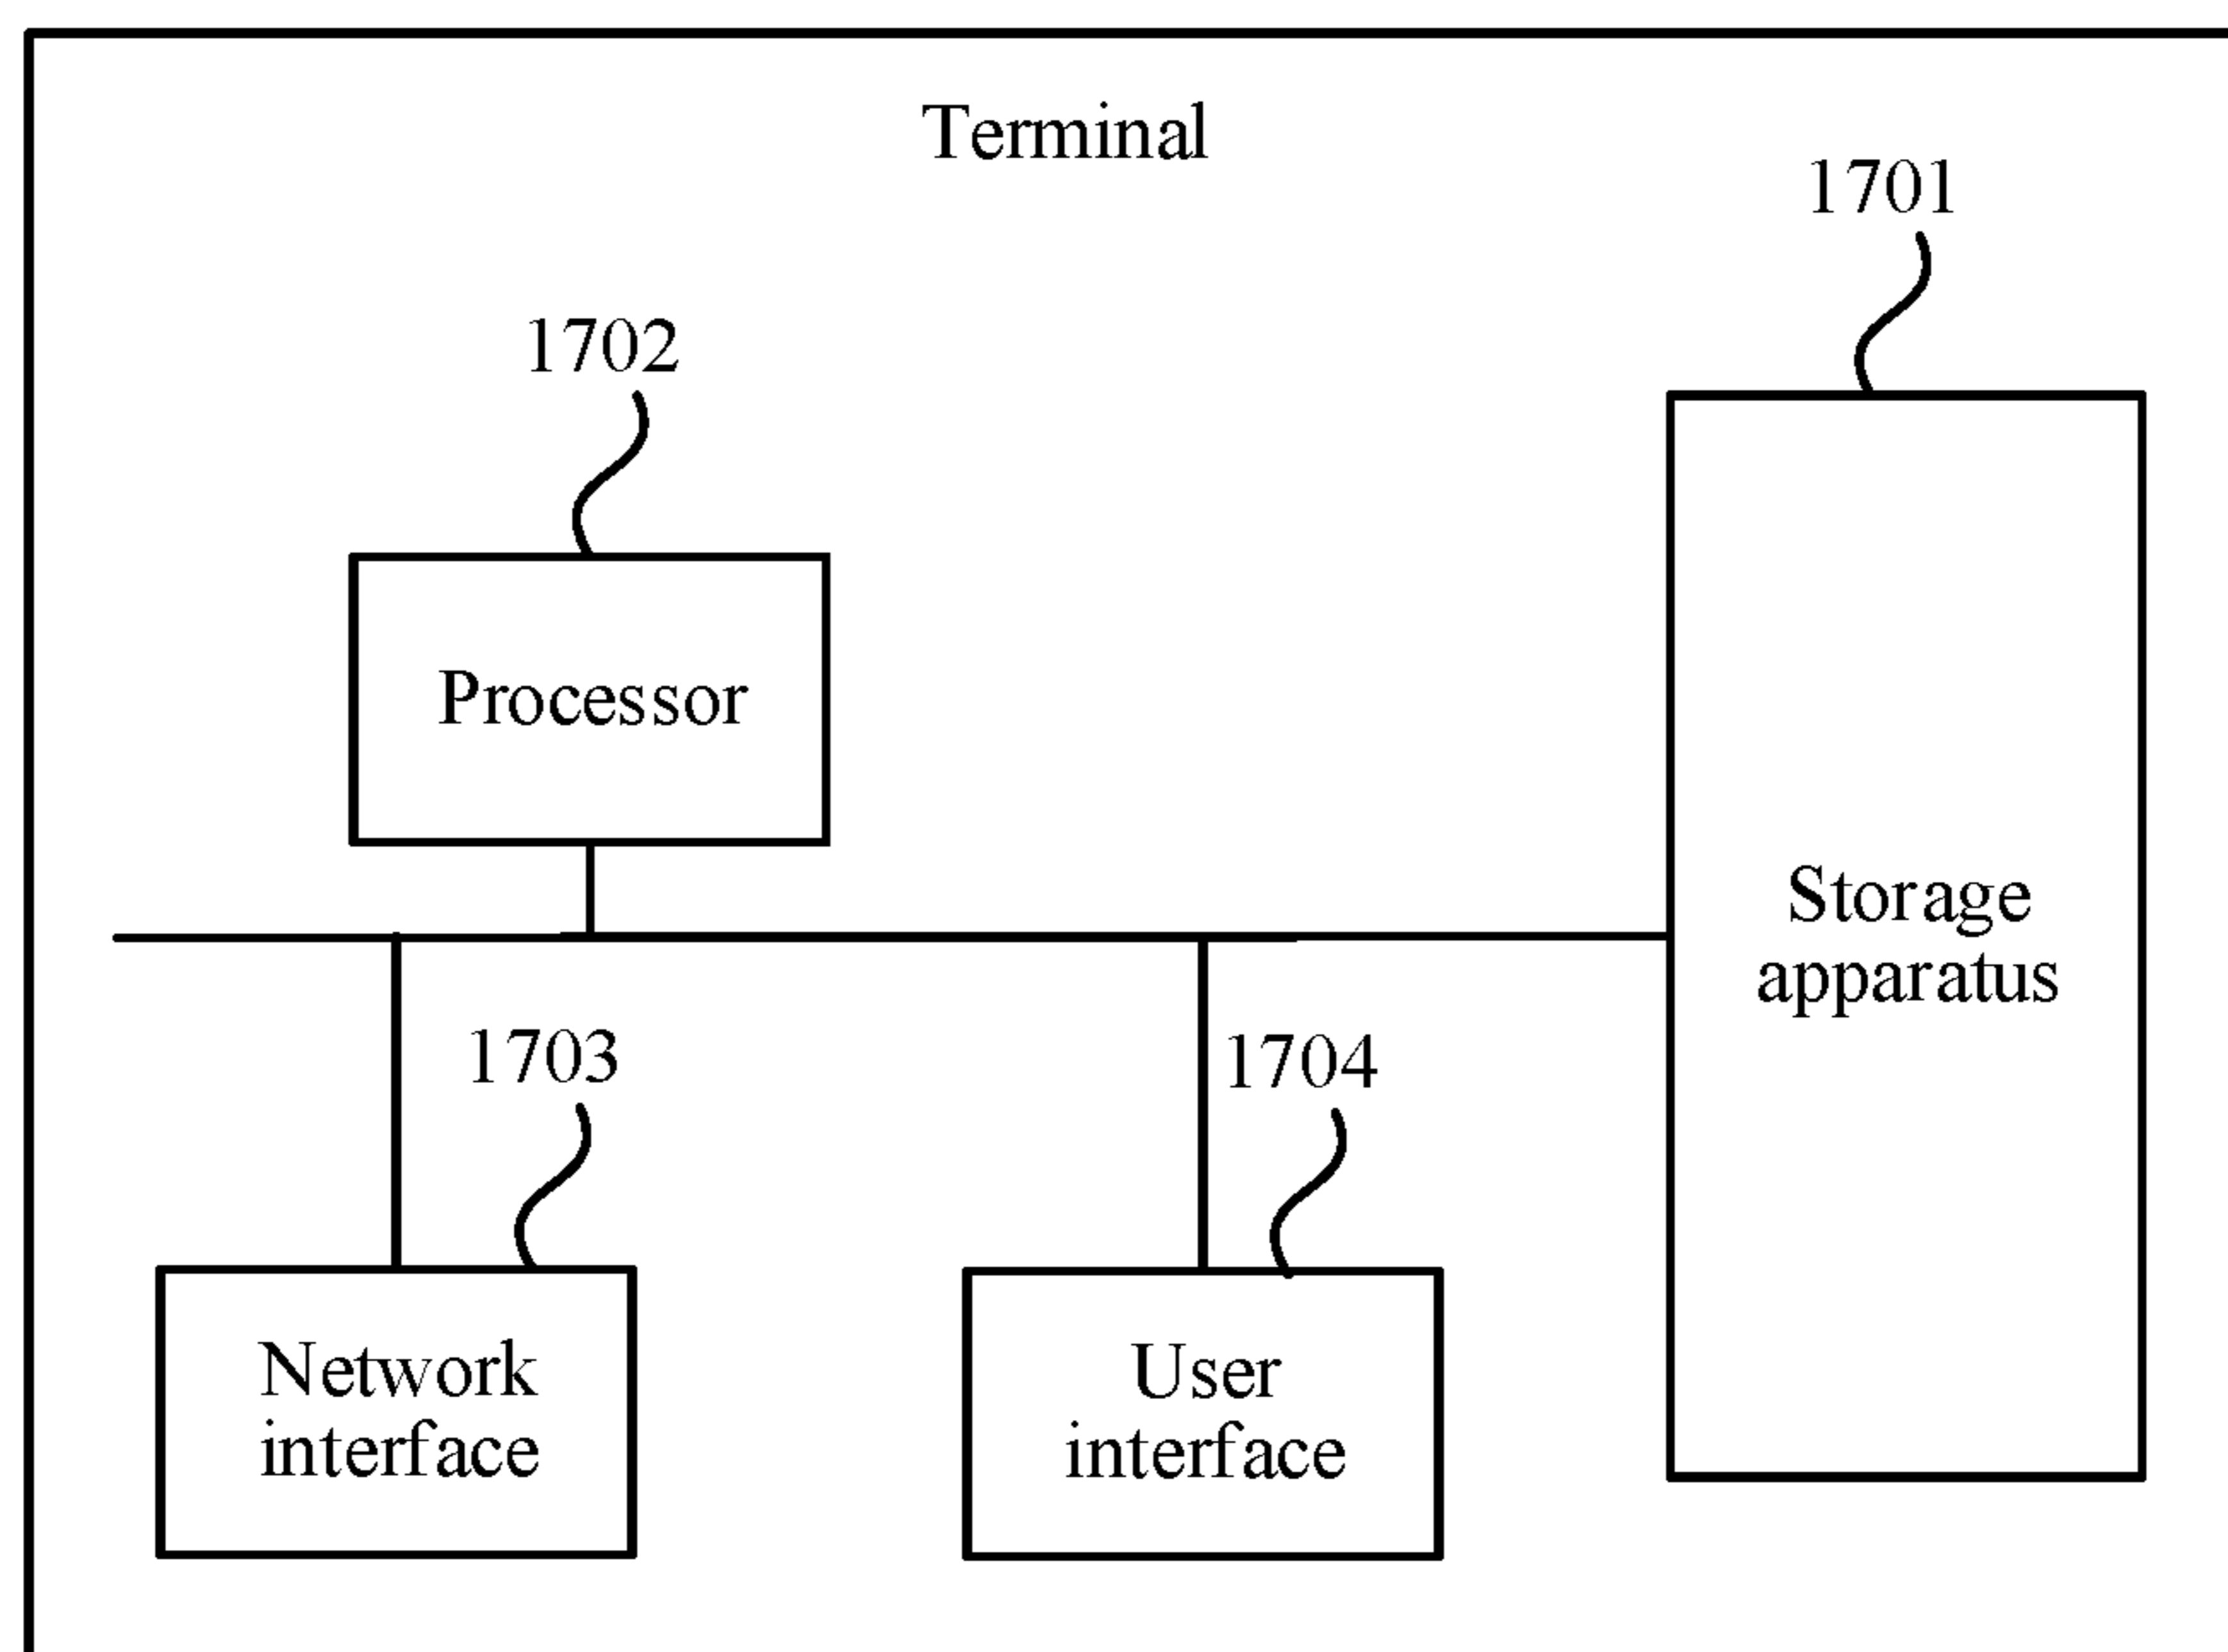 Terminal
1701
1702
Processor
Storage
apparatus
1703
1704
Network
interface
User
interface